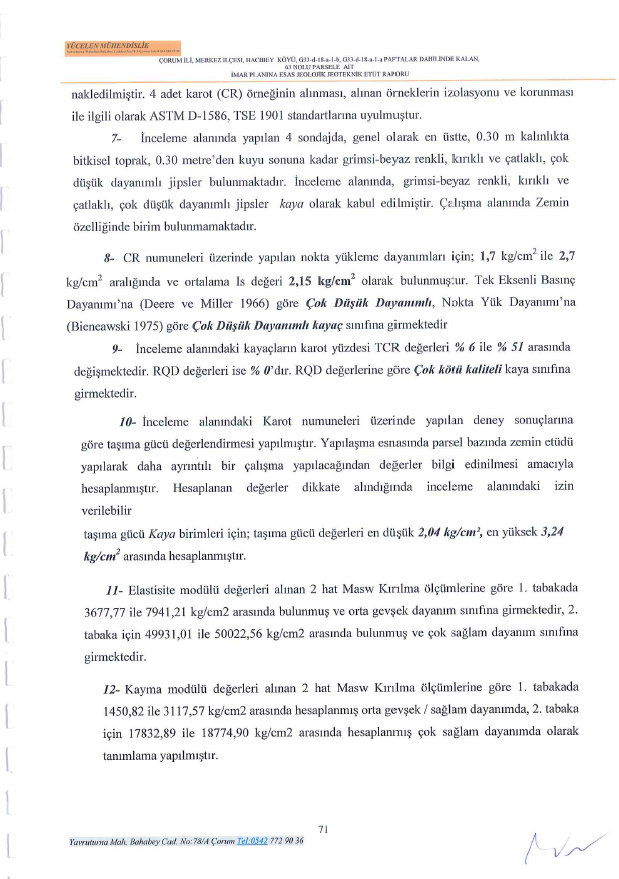 YÜCELEN MÜHENDİSLİK
ÇORUM İLİ, MERKEZ İLÇESİ, HACIBEY KÖYÜ, G33-d-18-a-1-b, G33-d-18-a-1-a PAFTALAR DAHİLİNDE KALAN,
63 NOLU PARSELE AİT
İMAR PLANINA ESAS JEOLOJİK JEOTEKNİK ETÜT RAPORU
nakledilmiştir. 4 adet karot (CR) örneğinin alınması, alınan örneklerin izolasyonu ve korunması
ile ilgili olarak ASTM D-1586, TSE 1901 standartlarına uyulmuştur.
7- İnceleme alanında yapılan 4 sondajda, genel olarak en üstte, 0.30 m kalınlıkta
bitkisel toprak, 0.30 metre'den kuyu sonuna kadar grimsi-beyaz renkli, kırıklı ve çatlaklı, çok
düşük dayanımlı jipsler bulunmaktadır. İnceleme alanında, grimsi-beyaz renkli, kırıklı ve
çatlaklı, çok düşük dayanımlı jipsler kaya olarak kabul edilmiştir. Çalışma alanında Zemin
özelliğinde birim bulunmamaktadır.
8- CR numuneleri üzerinde yapılan nokta yükleme dayanımları için; 1,7 kg/cm² ile 2,7
kg/cm² aralığında ve ortalama Is değeri 2,15 kg/cm² olarak bulunmuştur. Tek Eksenli Basınç
Dayanımı'na (Deere ve Miller 1966) göre Çok Düşük Dayanımlı, Nokta Yük Dayanımı'na
(Bieneawski 1975) göre Çok Düşük Dayanımlı kayaç sınıfına girmektedir
9- İnceleme alanındaki kayaçların karot yüzdesi TCR değerleri % 6 ile % 51 arasında
değişmektedir. RQD değerleri ise % 0'dır. RQD değerlerine göre Çok kötü kaliteli kaya sınıfına
girmektedir.
10- İnceleme alanındaki Karot numuneleri üzerinde yapılan deney sonuçlarına
göre taşıma gücü değerlendirmesi yapılmıştır. Yapılaşma esnasında parsel bazında zemin etüdü
yapılarak daha ayrıntılı bir çalışma yapılacağından değerler bilgi edinilmesi amacıyla
hesaplanmıştır. Hesaplanan değerler dikkate alındığında inceleme alanındaki izin
verilebilir
taşıma gücü Kaya birimleri için; taşıma gücü değerleri en düşük 2,04 kg/cm², en yüksek 3,24
kg/cm² arasında hesaplanmıştır.
11- Elastisite modülü değerleri alınan 2 hat Masw Kırılma ölçümlerine göre 1. tabakada
3677,77 ile 7941,21 kg/cm2 arasında bulunmuş ve orta gevşek dayanım sınıfına girmektedir, 2.
tabaka için 49931,01 ile 50022,56 kg/cm2 arasında bulunmuş ve çok sağlam dayanım sınıfına
girmektedir.
12- Kayma modülü değerleri alınan 2 hat Masw Kırılma ölçümlerine göre 1. tabakada
1450,82 ile 3117,57 kg/cm2 arasında hesaplanmış orta gevşek / sağlam dayanımda, 2. tabaka
için 17832,89 ile 18774,90 kg/cm2 arasında hesaplanmış çok sağlam dayanımda olarak
tanımlama yapılmıştır.
71
Yavruturna Mah. Bahabey Cad. No:78/A Çorum Tel:0542 772 90 36